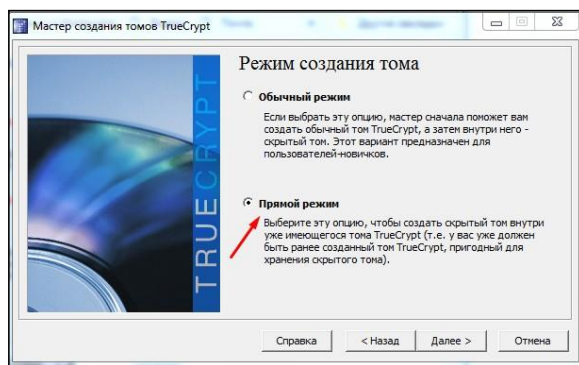 Мастер создания томов TrueCrypt
TRUECRYPT
Режим создания тома
Обычный режим
Если выбрать эту опцию, мастер сначала поможет вам
создать обычный том TrueCrypt, а затем внутри него -
скрытый том. Этот вариант предназначен для
пользователей-новичков.
Прямой режим
Выберите эту опцию, чтобы создать скрытый том внутри
уже имеющегося тома TrueCrypt (т.е. у вас уже должен
быть ранее созданный том TrueCrypt, пригодный для
хранения скрытого тома).
Справка < Назад Далее > Отмена